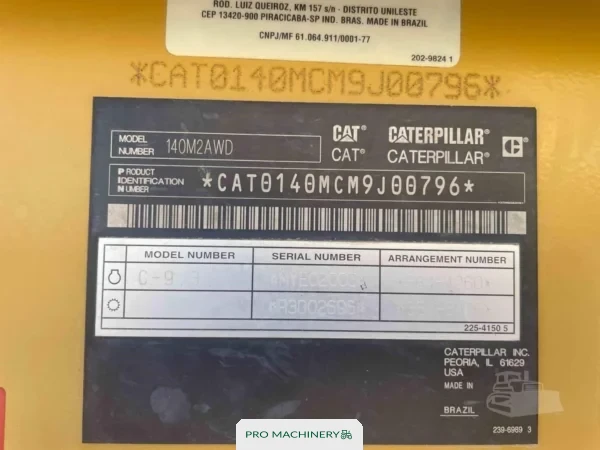 ROD. LUIZ QUEIROZ, KM 157 s/n - DISTRITO UNILESTE
CEP 13420-900 PIRACICABA-SP IND. BRAS. MADE IN BRAZIL
CNPJ/MF 61.064.911/0001-77
202-9824 1
*CAT0140MCM9J00796*
MODEL NUMBER 140M2AWD
CAT® CATERPILLAR®
CAT® CATERPILLAR®
PRODUCT IDENTIFICATION NUMBER *CAT0140MCM9J00796*
MODEL NUMBER SERIAL NUMBER ARRANGEMENT NUMBER
C-9
225-4150 5
CATERPILLAR INC.
PEORIA, IL 61629
USA
MADE IN
BRAZIL
239-6989 3
PRO MACHINERY